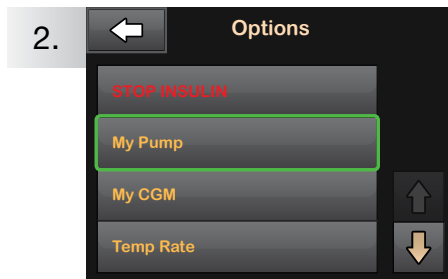 2.
Options
STOP INSULIN
My Pump
My CGM
Temp Rate